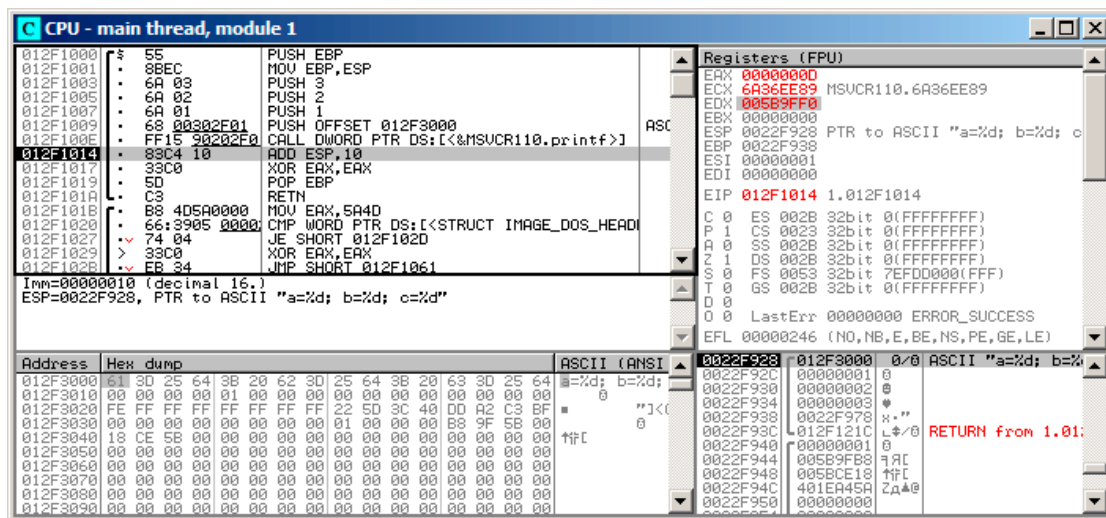 CPU - main thread, module 1
012F1000 $ 55 PUSH EBP
012F1001 . 8BEC MOV EBP,ESP
012F1003 . 6A 03 PUSH 3
012F1005 . 6A 02 PUSH 2
012F1007 . 6A 01 PUSH 1
012F1009 . 68 00302F01 PUSH OFFSET 012F3000 ASC
012F100E . FF15 90202F0 CALL DWORD PTR DS:[<&MSVCR110.printf>]
012F1014 . 83C4 10 ADD ESP,10
012F1017 . 33C0 XOR EAX,EAX
012F1019 . 5D POP EBP
012F101A . C3 RETN
012F101B . B8 4D5A0000 MOV EAX,5A4D
012F1020 . 66:3905 0000 CMP WORD PTR DS:[<STRUCT IMAGE_DOS_HEAD
012F1027 . 74 04 JE SHORT 012F102D
012F1029 > 33C0 XOR EAX,EAX
012F102B . EB 34 JMP SHORT 012F1061
Imm=00000010 (decimal 16.)
ESP=0022F928, PTR to ASCII "a=%d; b=%d; c=%d"
Registers (FPU)
EAX 0000000D
ECX 6A36EE89 MSVCR110.6A36EE89
EDX 005B9FF0
EBX 00000000
ESP 0022F928 PTR to ASCII "a=%d; b=%d; c
EBP 0022F938
ESI 00000001
EDI 00000000
EIP 012F1014 1.012F1014
C 0 ES 002B 32bit 0(FFFFFFFF)
P 1 CS 0023 32bit 0(FFFFFFFF)
A 0 SS 002B 32bit 0(FFFFFFFF)
Z 1 DS 002B 32bit 0(FFFFFFFF)
S 0 FS 0053 32bit 7EFDD000(FFF)
T 0 GS 002B 32bit 0(FFFFFFFF)
D 0
O 0 LastErr 00000000 ERROR_SUCCESS
EFL 00000246 (NO,NB,E,BE,NS,PE,GE,LE)
Address Hex dump ASCII (ANSI
012F3000 61 3D 25 64 3B 20 62 3D 25 64 3B 20 63 3D 25 64 a=%d; b=%d;
012F3010 00 00 00 00 01 00 00 00 00 00 00 00 00 00 00 00
012F3020 FE FF FF FF FF FF FF FF 22 5D 3C 40 DD A2 C3 BF "]<
012F3030 00 00 00 00 00 00 00 00 01 00 00 00 B8 9F 5B 00
012F3040 18 CE 5B 00 00 00 00 00 00 00 00 00 00 00 00 00
012F3050 00 00 00 00 00 00 00 00 00 00 00 00 00 00 00 00
012F3060 00 00 00 00 00 00 00 00 00 00 00 00 00 00 00 00
012F3070 00 00 00 00 00 00 00 00 00 00 00 00 00 00 00 00
012F3080 00 00 00 00 00 00 00 00 00 00 00 00 00 00 00 00
012F3090 00 00 00 00 00 00 00 00 00 00 00 00 00 00 00 00
0022F928 012F3000 ASCII "a=%d; b=%
0022F92C 00000001
0022F930 00000002
0022F934 00000003
0022F938 0022F978
0022F93C 012F121C RETURN from 1.01
0022F940 00000001
0022F944 005B9FB8
0022F948 005BCE18
0022F94C 401EA45A
0022F950 00000000